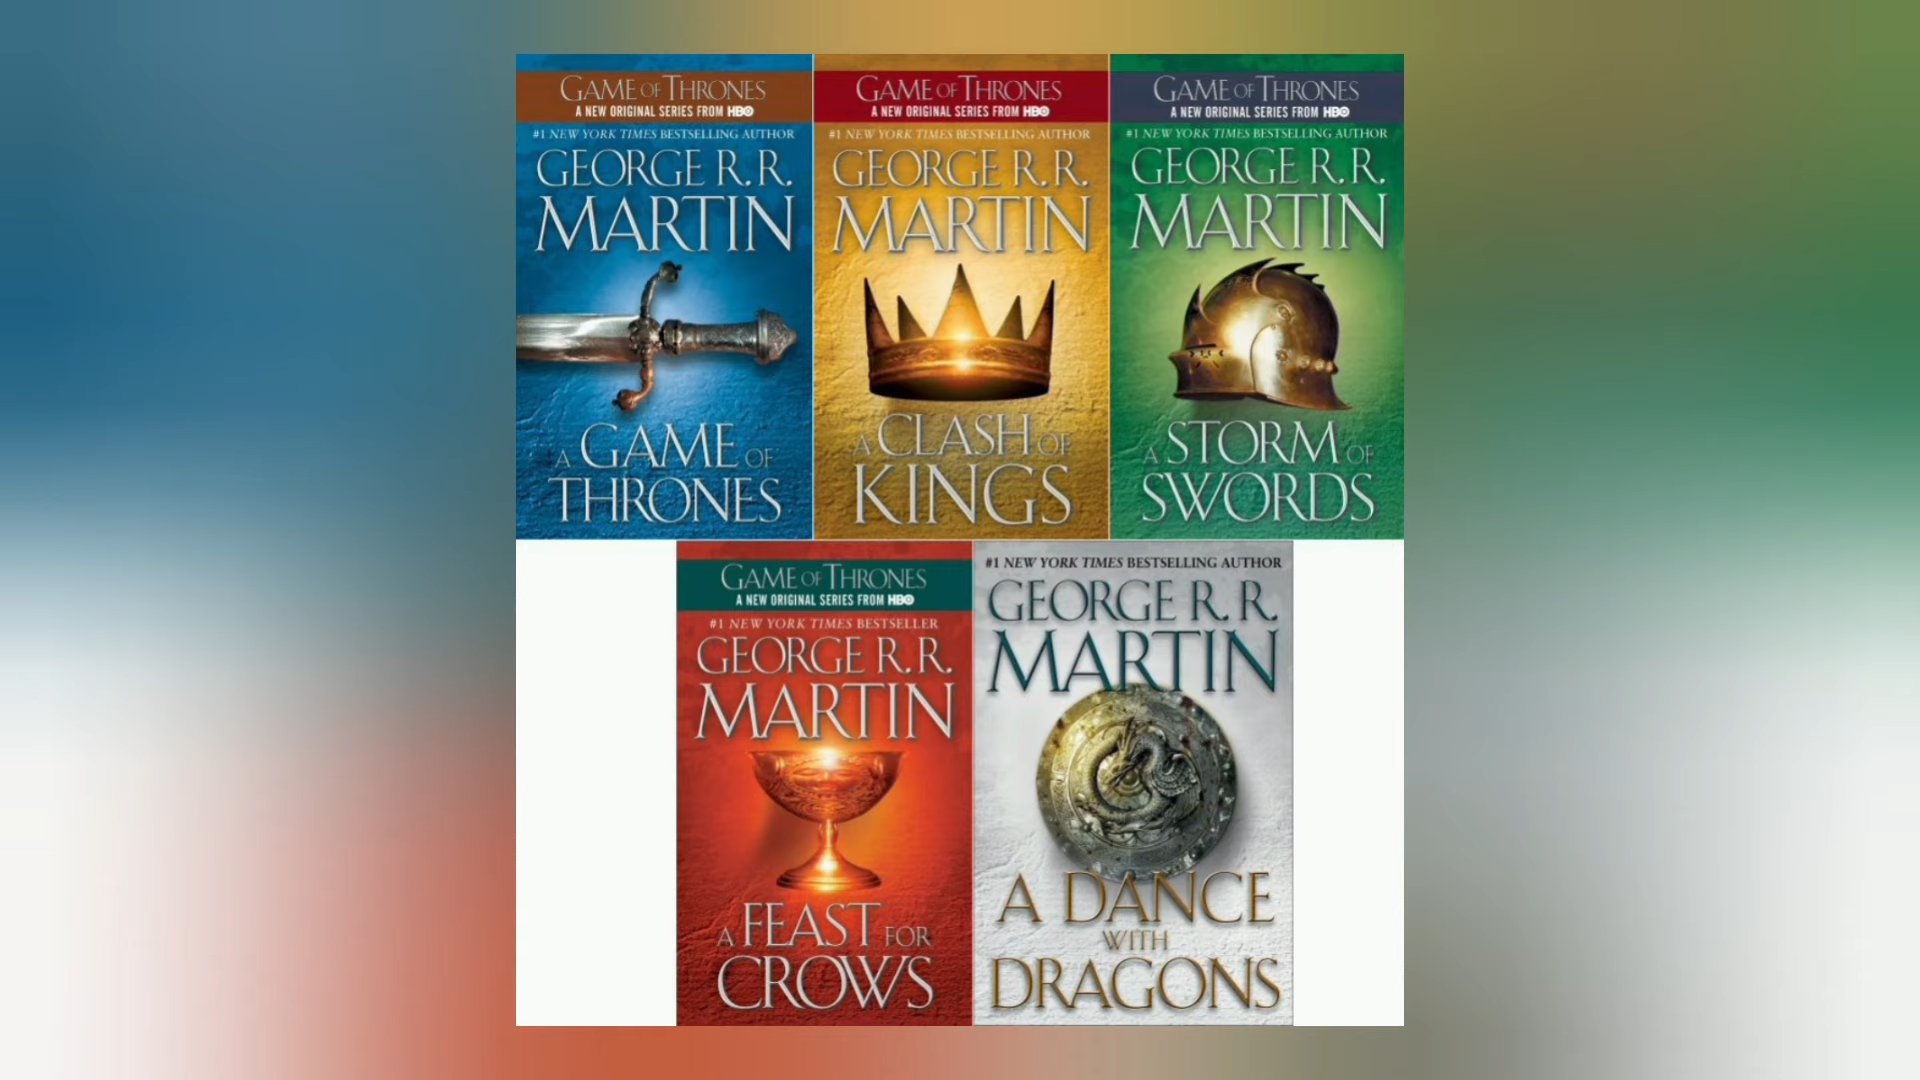 GAME OF THRONES
A NEW ORIGINAL SERIES FROM HBO
#1 NEW YORK TIMES BESTSELLING AUTHOR
GEORGE R.R.
MARTIN
A GAME OF
THRONES
GAME OF THRONES
A NEW ORIGINAL SERIES FROM HBO
#1 NEW YORK TIMES BESTSELLING AUTHOR
GEORGE R.R.
MARTIN
A CLASH OF
KINGS
GAME OF THRONES
A NEW ORIGINAL SERIES FROM HBO
#1 NEW YORK TIMES BESTSELLING AUTHOR
GEORGE R.R.
MARTIN
A STORM OF
SWORDS
GAME OF THRONES
A NEW ORIGINAL SERIES FROM HBO
#1 NEW YORK TIMES BESTSELLER
GEORGE R.R.
MARTIN
A FEAST FOR
CROWS
#1 NEW YORK TIMES BESTSELLING AUTHOR
GEORGE R. R.
MARTIN
A DANCE
WITH
DRAGONS